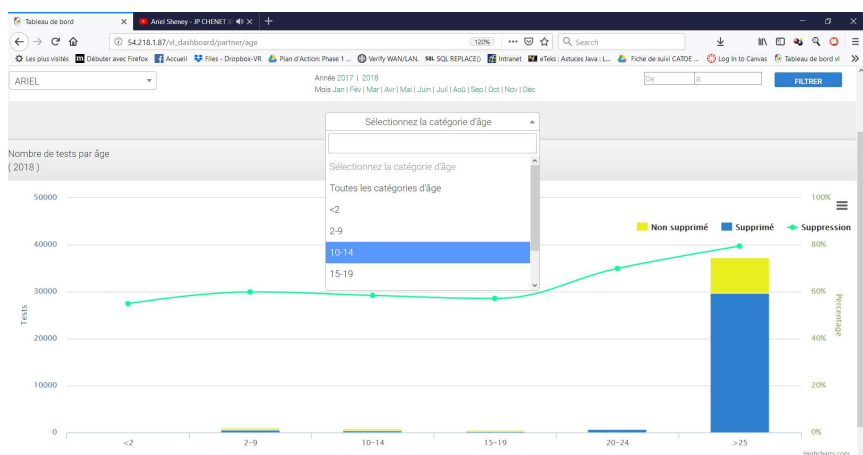 Tableau de bord
Ariel Sheney - JP CHENET
54.218.1.87/vl_dashboard/partner/age
120%
Search
Les plus visités
Débuter avec Firefox
Accueil
Files - Dropbox-VR
Plan d'Action: Phase 1 ...
Verify WAN/LAN.
SQL REPLACE()
Intranet
eTeks : Astuces Java : L...
Fiche de suivi CATOE ...
Log In to Canvas
Tableau de bord vl
ARIEL
Année 2017 | 2018
Mois Jan | Fév | Mar | Avr | Mai | Juin | Juil | Aoû | Sep | Oct | Nov | Déc
De:
a:
FILTRER
Sélectionnez la catégorie d'âge
Nombre de tests par âge
( 2018 )
Sélectionnez la catégorie d'âge
Toutes les catégories d'âge
<2
2-9
10-14
15-19
Non supprimé
Supprimé
Suppression
50000
40000
30000
20000
10000
0
Tests
100%
80%
60%
40%
20%
0%
Percentage
<2
2-9
10-14
15-19
20-24
>25
Highcharts.com